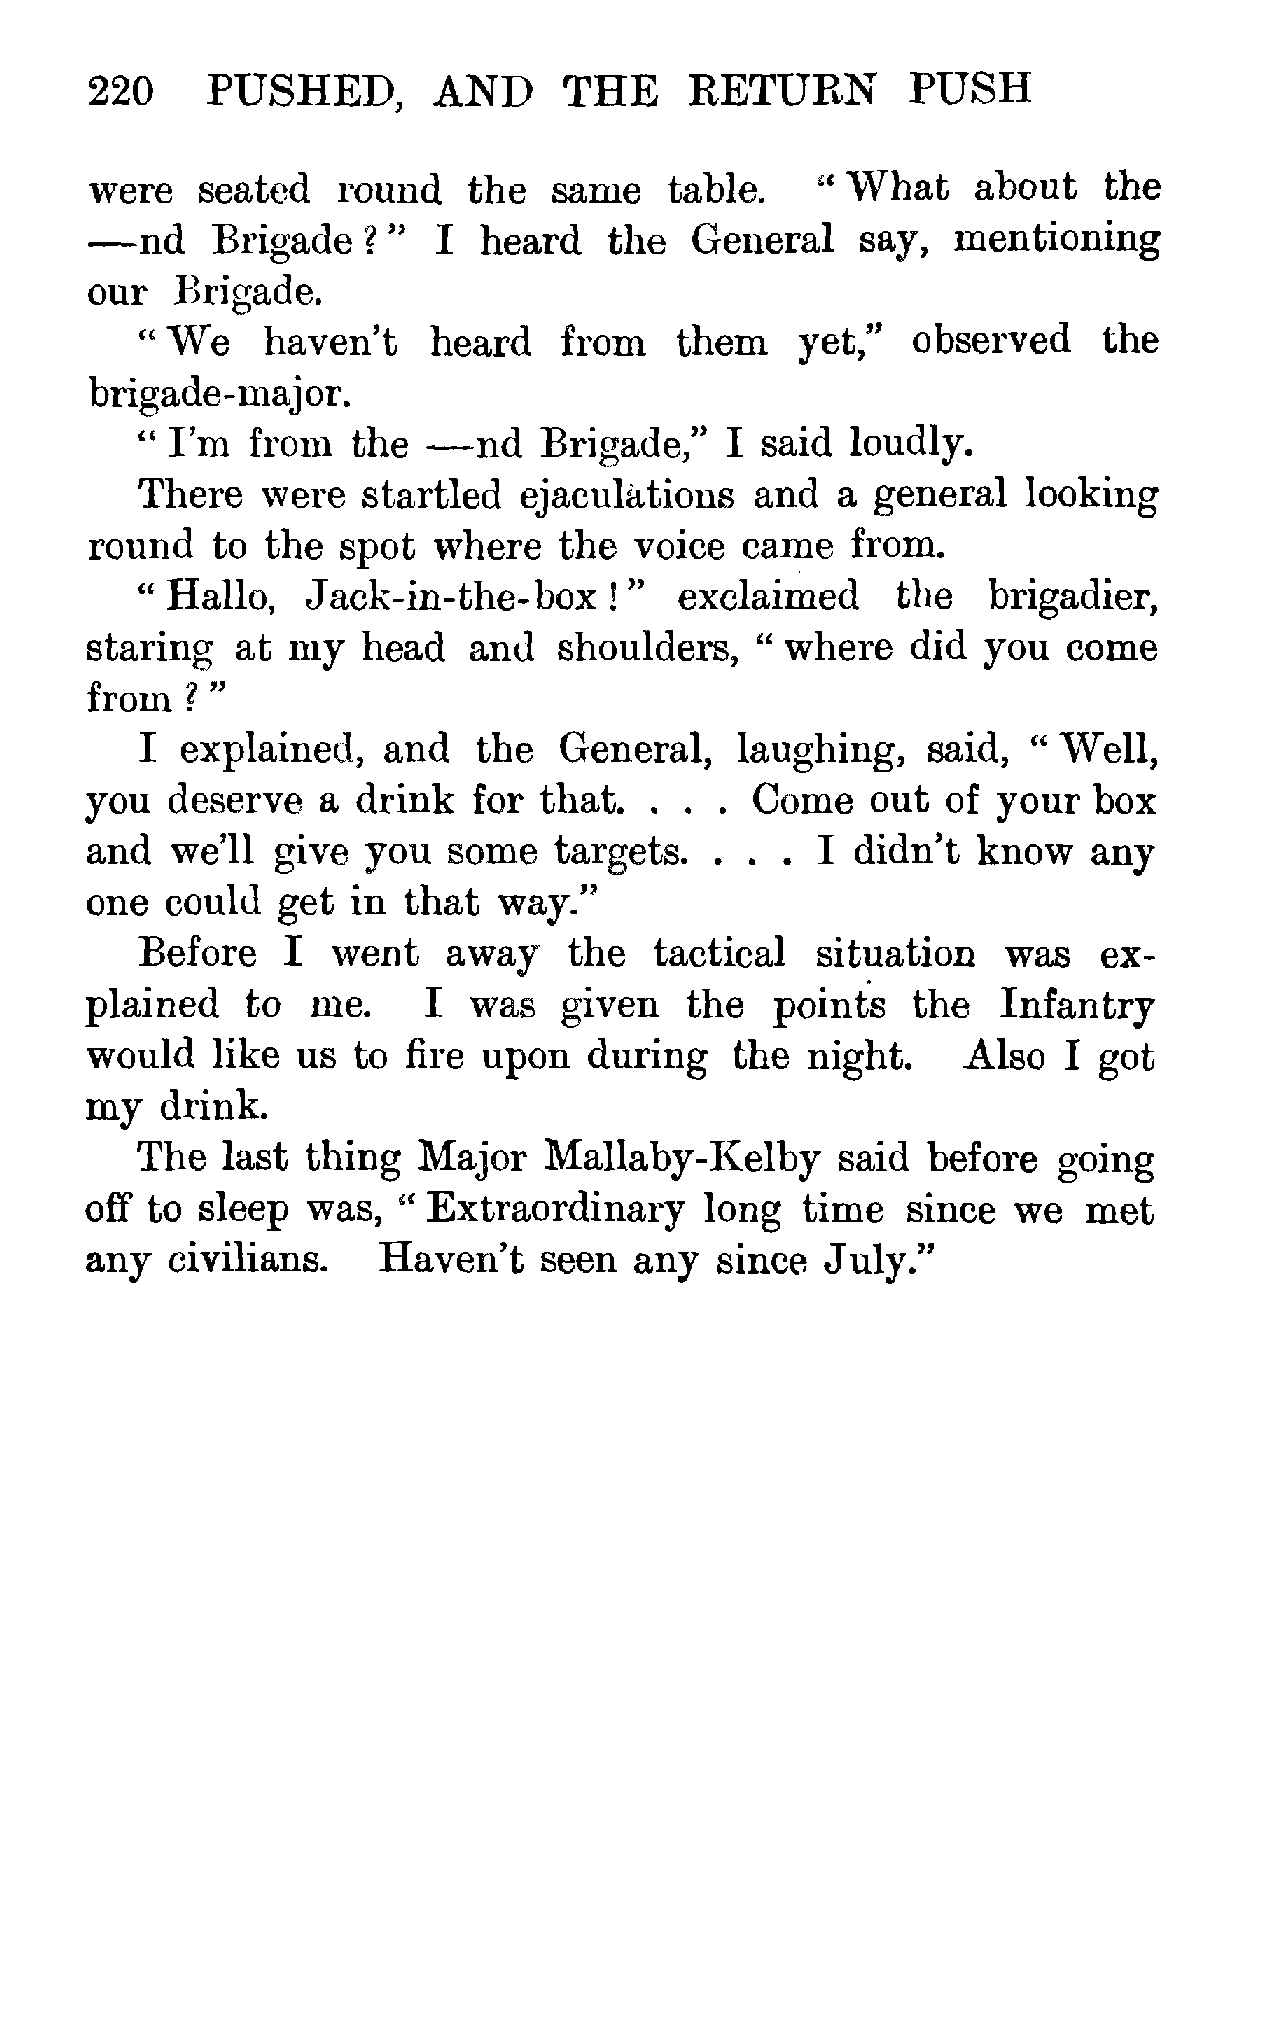 220 PUSHED, AND THE RETURN PUSH
were seated round the same table. “ What about the
—nd Brigade ? ” I heard the General say, mentioning
our Brigade.
“ We haven’t heard from them yet,” observed the
brigade-major.
“ I’m from the —nd Brigade,” I said loudly.
There were startled ejaculations and a general looking
round to the spot where the voice came from.
“ Hallo, Jack-in-the-box ! ” exclaimed the brigadier,
staring at my head and shoulders, “ where did you come
from ? ”
I explained, and the General, laughing, said, “ Well,
you deserve a drink for that. . . . Come out of your box
and we’ll give you some targets. . . . I didn’t know any
one could get in that way.”
Before I went away the tactical situation was ex-
plained to me. I was given the points the Infantry
would like us to fire upon during the night. Also I got
my drink.
The last thing Major Mallaby-Kelby said before going
off to sleep was, “ Extraordinary long time since we met
any civilians. Haven’t seen any since July.”